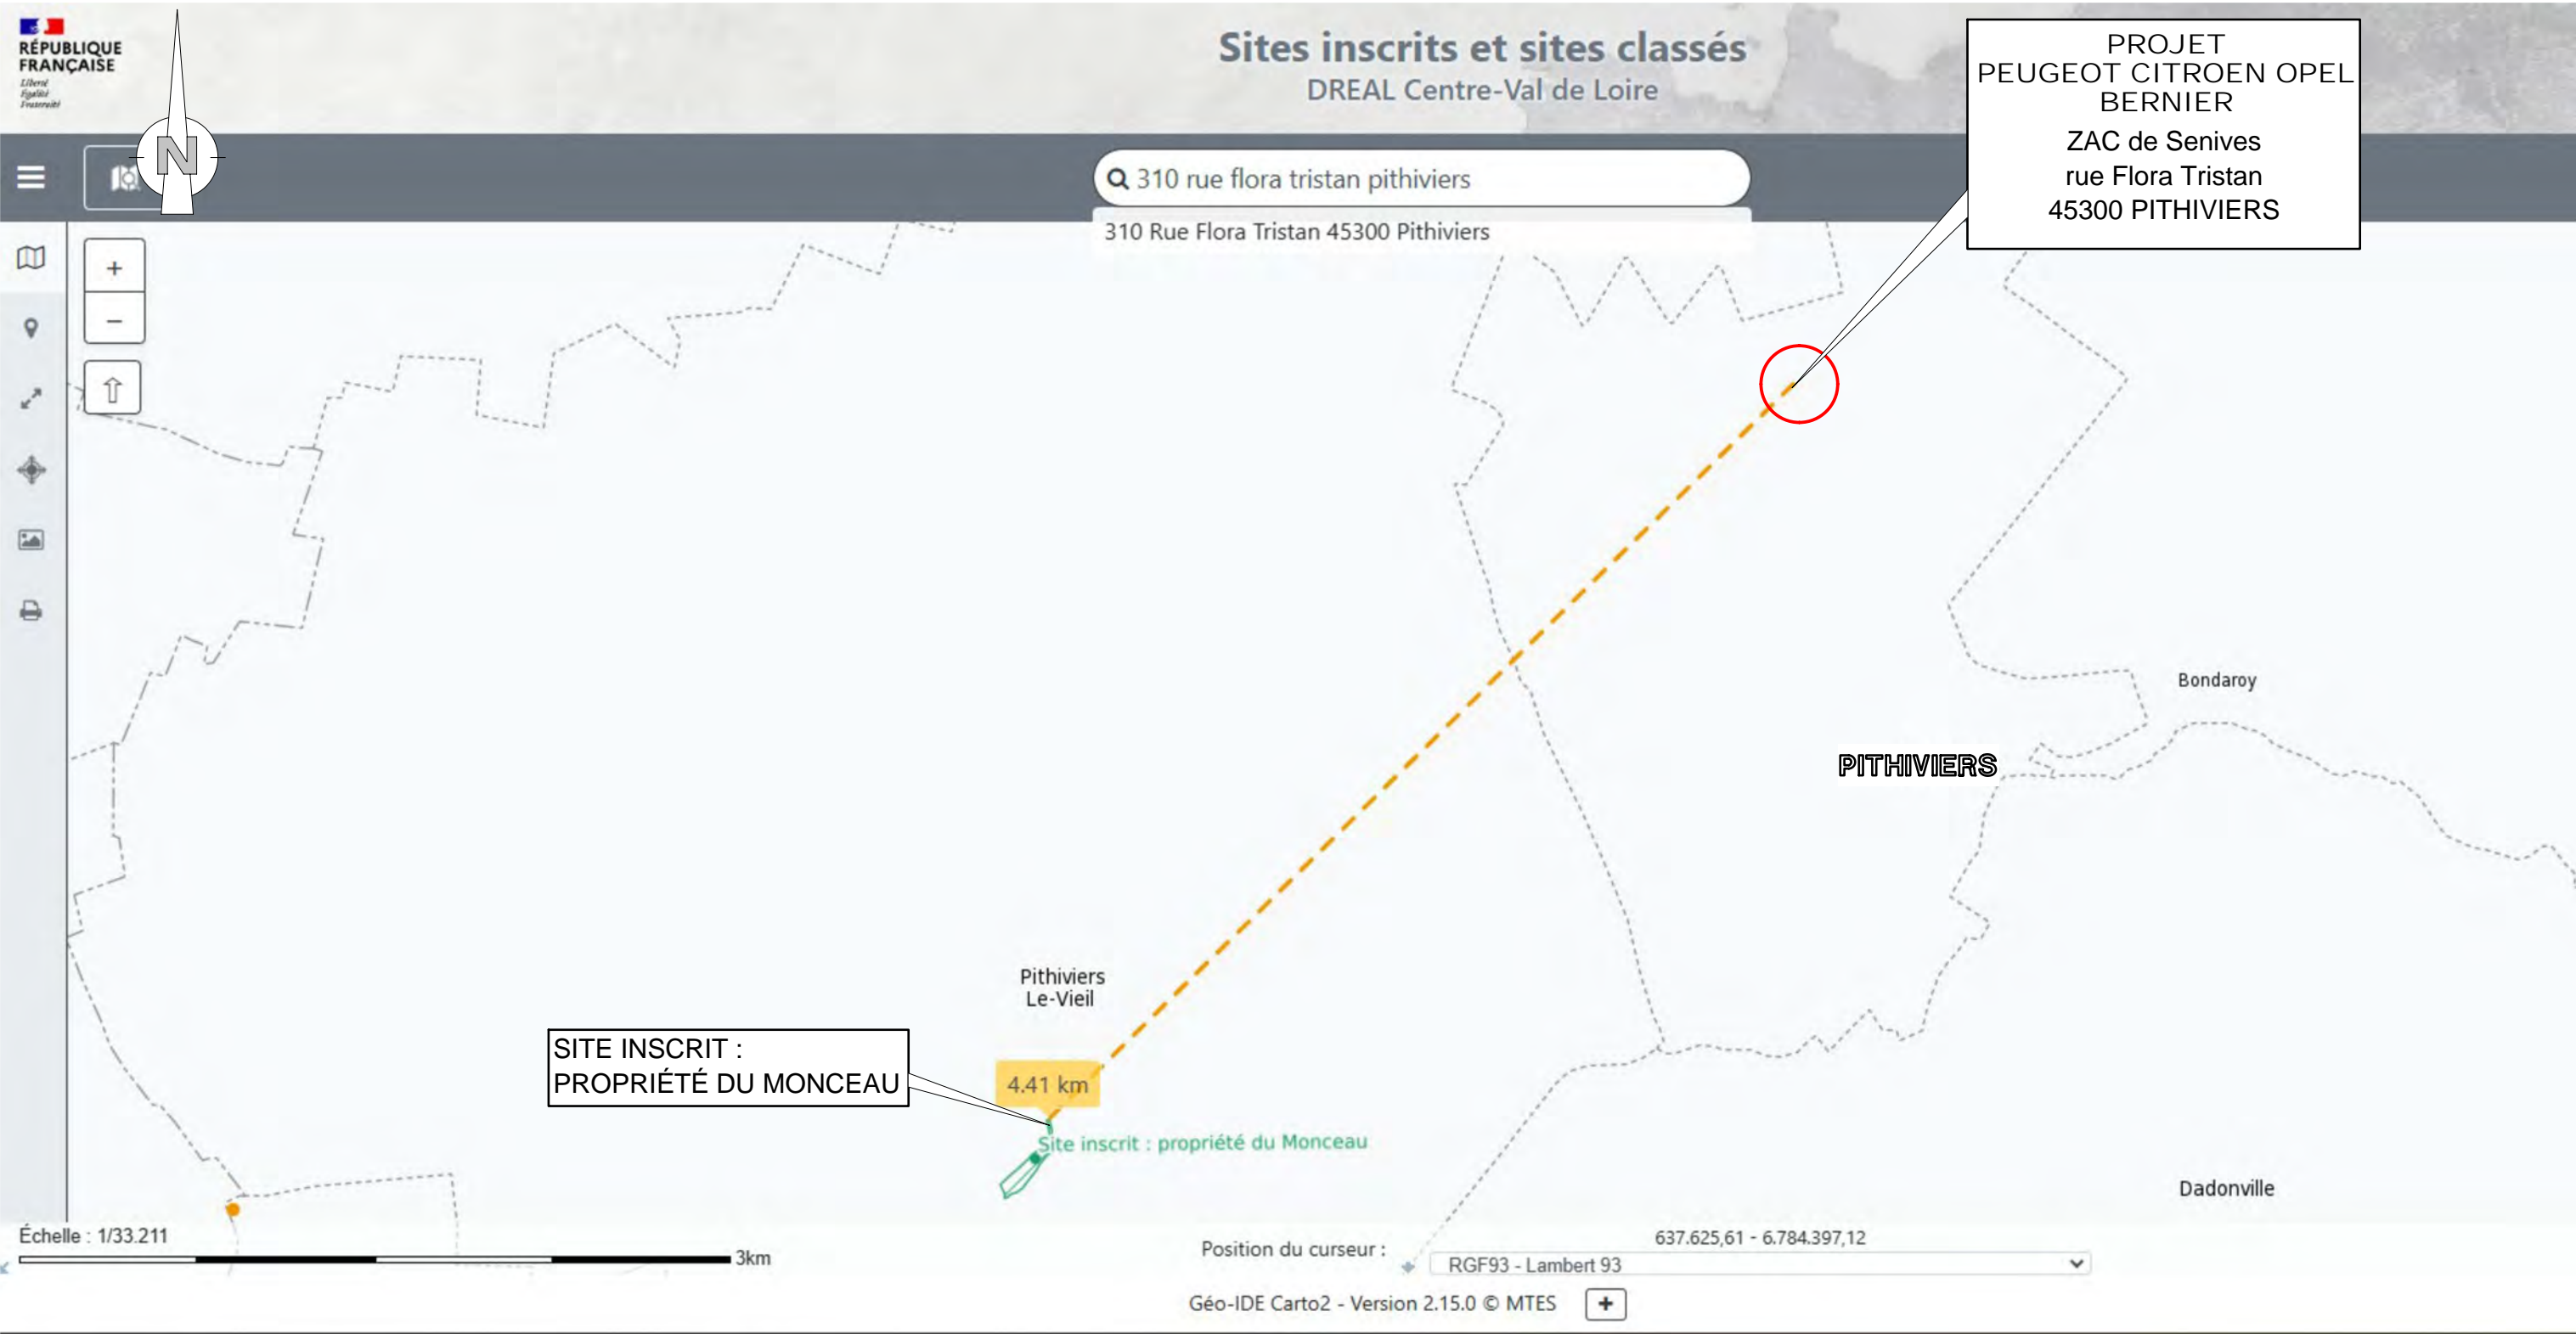 RÉPUBLIQUE
FRANÇAISE
Liberté
Égalité
Fraternité
N
Sites inscrits et sites classés
DREAL Centre-Val de Loire
PROJET
PEUGEOT CITROEN OPEL
BERNIER
ZAC de Senives
rue Flora Tristan
45300 PITHIVIERS
310 rue flora tristan pithiviers
310 Rue Flora Tristan 45300 Pithiviers
+
−
Bondaroy
PITHIVIERS
Pithiviers
Le-Vieil
SITE INSCRIT :
PROPRIÉTÉ DU MONCEAU
4.41 km
Site inscrit : propriété du Monceau
Dadonville
Échelle : 1/33.211
3km
Position du curseur :
637.625,61 - 6.784.397,12
RGF93 - Lambert 93
Géo-IDE Carto2 - Version 2.15.0 © MTES
+